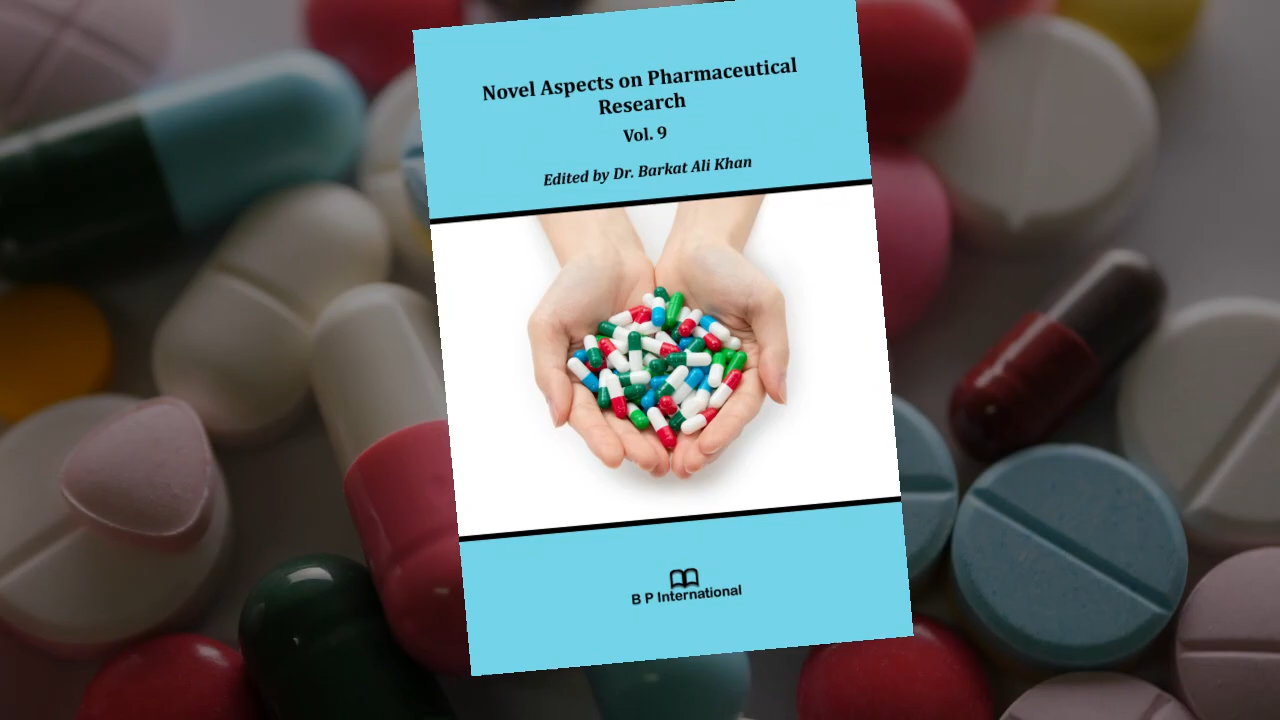 Novel Aspects on Pharmaceutical
Research
Vol. 9
Edited by Dr. Barkat Ali Khan
B P International